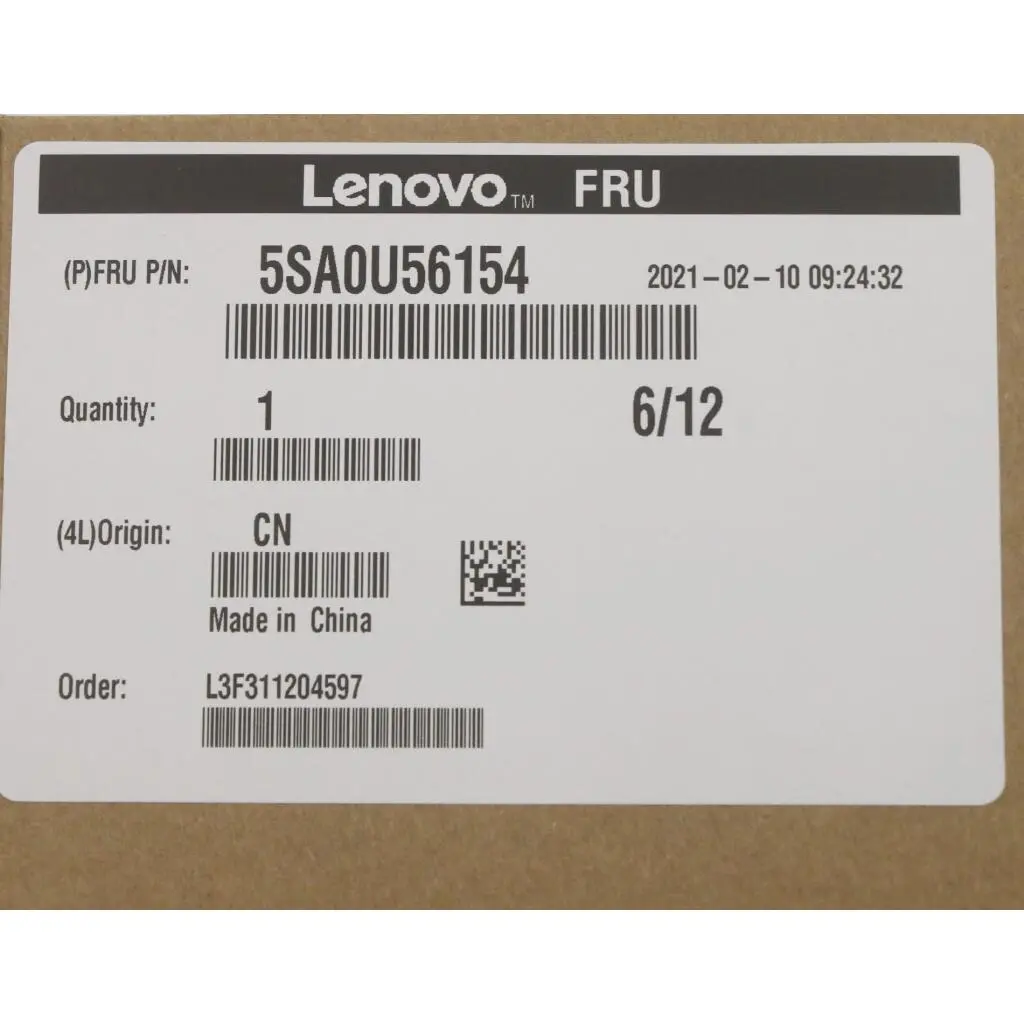 Lenovo™ FRU
(P)FRU P/N: 5SA0U56154 2021-02-10 09:24:32
Quantity: 1 6/12
(4L)Origin: CN
Made in China
Order: L3F311204597